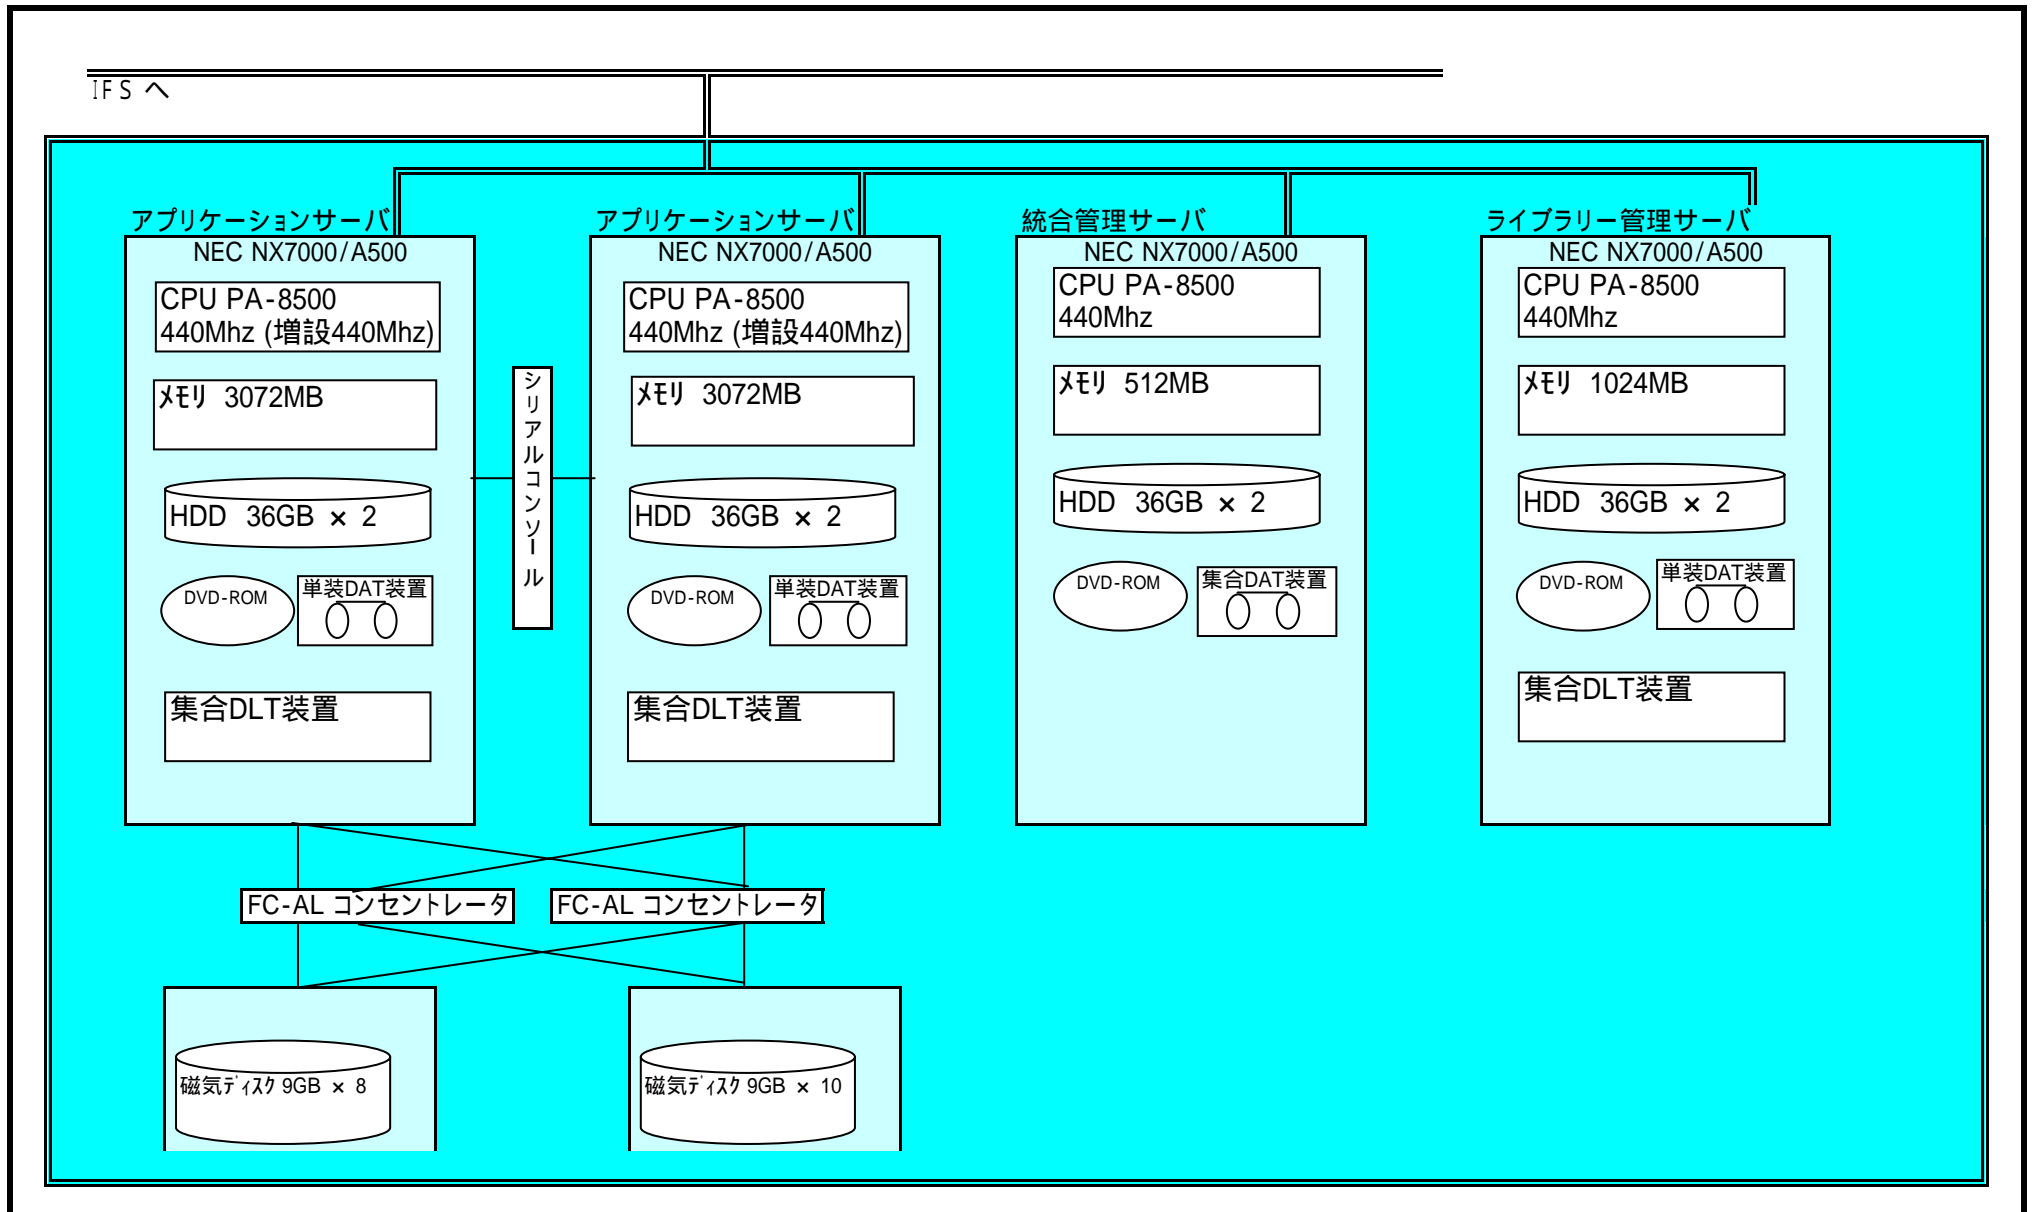 IFS へ
アプリケーションサーバ
NEC NX7000/A500
CPU PA-8500
440Mhz (増設440Mhz)
メモリ 3072MB
HDD 36GB × 2
DVD-ROM
単装DAT装置
集合DLT装置
シリアルコンソール
アプリケーションサーバ
NEC NX7000/A500
CPU PA-8500
440Mhz (増設440Mhz)
メモリ 3072MB
HDD 36GB × 2
DVD-ROM
単装DAT装置
集合DLT装置
統合管理サーバ
NEC NX7000/A500
CPU PA-8500
440Mhz
メモリ 512MB
HDD 36GB × 2
DVD-ROM
集合DAT装置
ライブラリー管理サーバ
NEC NX7000/A500
CPU PA-8500
440Mhz
メモリ 1024MB
HDD 36GB × 2
DVD-ROM
単装DAT装置
集合DLT装置
FC-AL コンセントレータ
FC-AL コンセントレータ
磁気ディスク 9GB × 8
磁気ディスク 9GB × 10